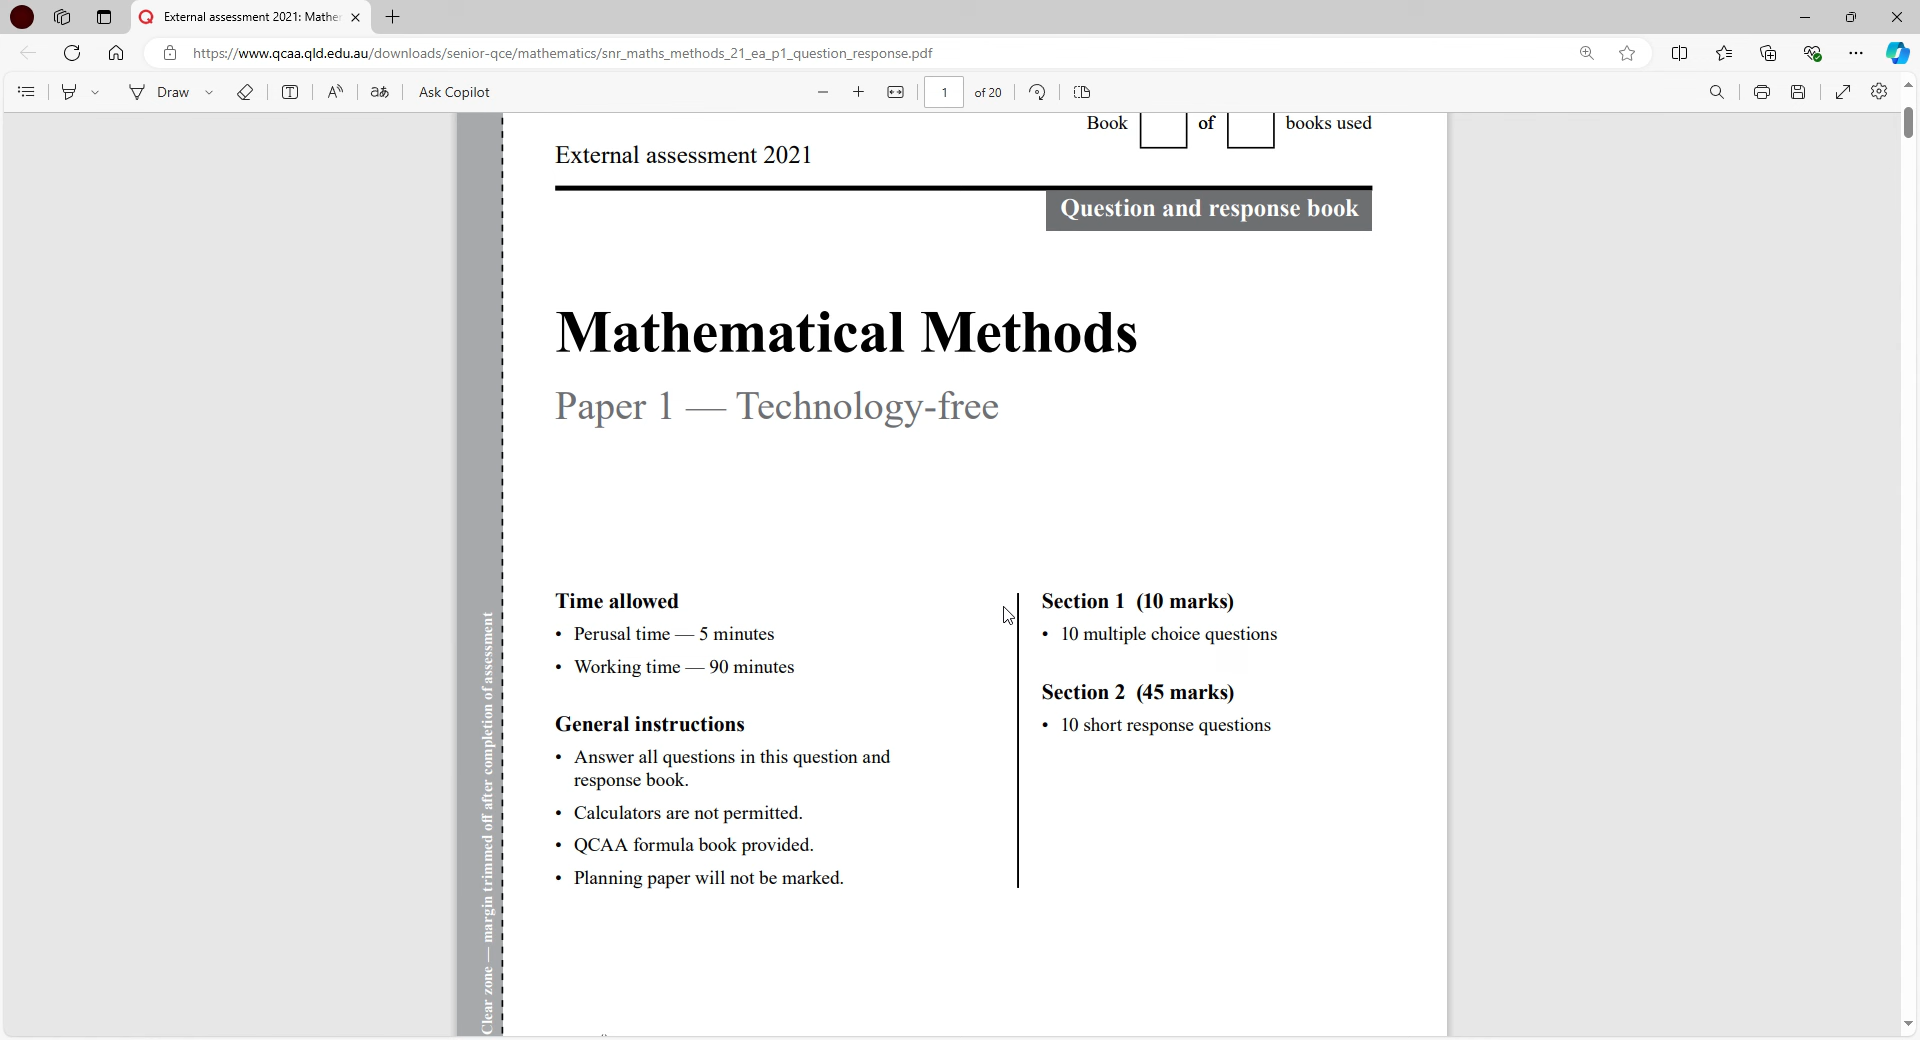 External assessment 2021: Mathe
https://www.qcaa.qld.edu.au/downloads/senior-qce/mathematics/snr_maths_methods_21_ea_p1_question_response.pdf
Draw
Ask Copilot
1 of 20
Book of books used
External assessment 2021
Question and response book
Mathematical Methods
Paper 1 — Technology-free
Time allowed
• Perusal time — 5 minutes
• Working time — 90 minutes
General instructions
• Answer all questions in this question and
response book.
• Calculators are not permitted.
• QCAA formula book provided.
• Planning paper will not be marked.
Section 1 (10 marks)
• 10 multiple choice questions
Section 2 (45 marks)
• 10 short response questions
Clear zone — margin trimmed off after completion of assessment